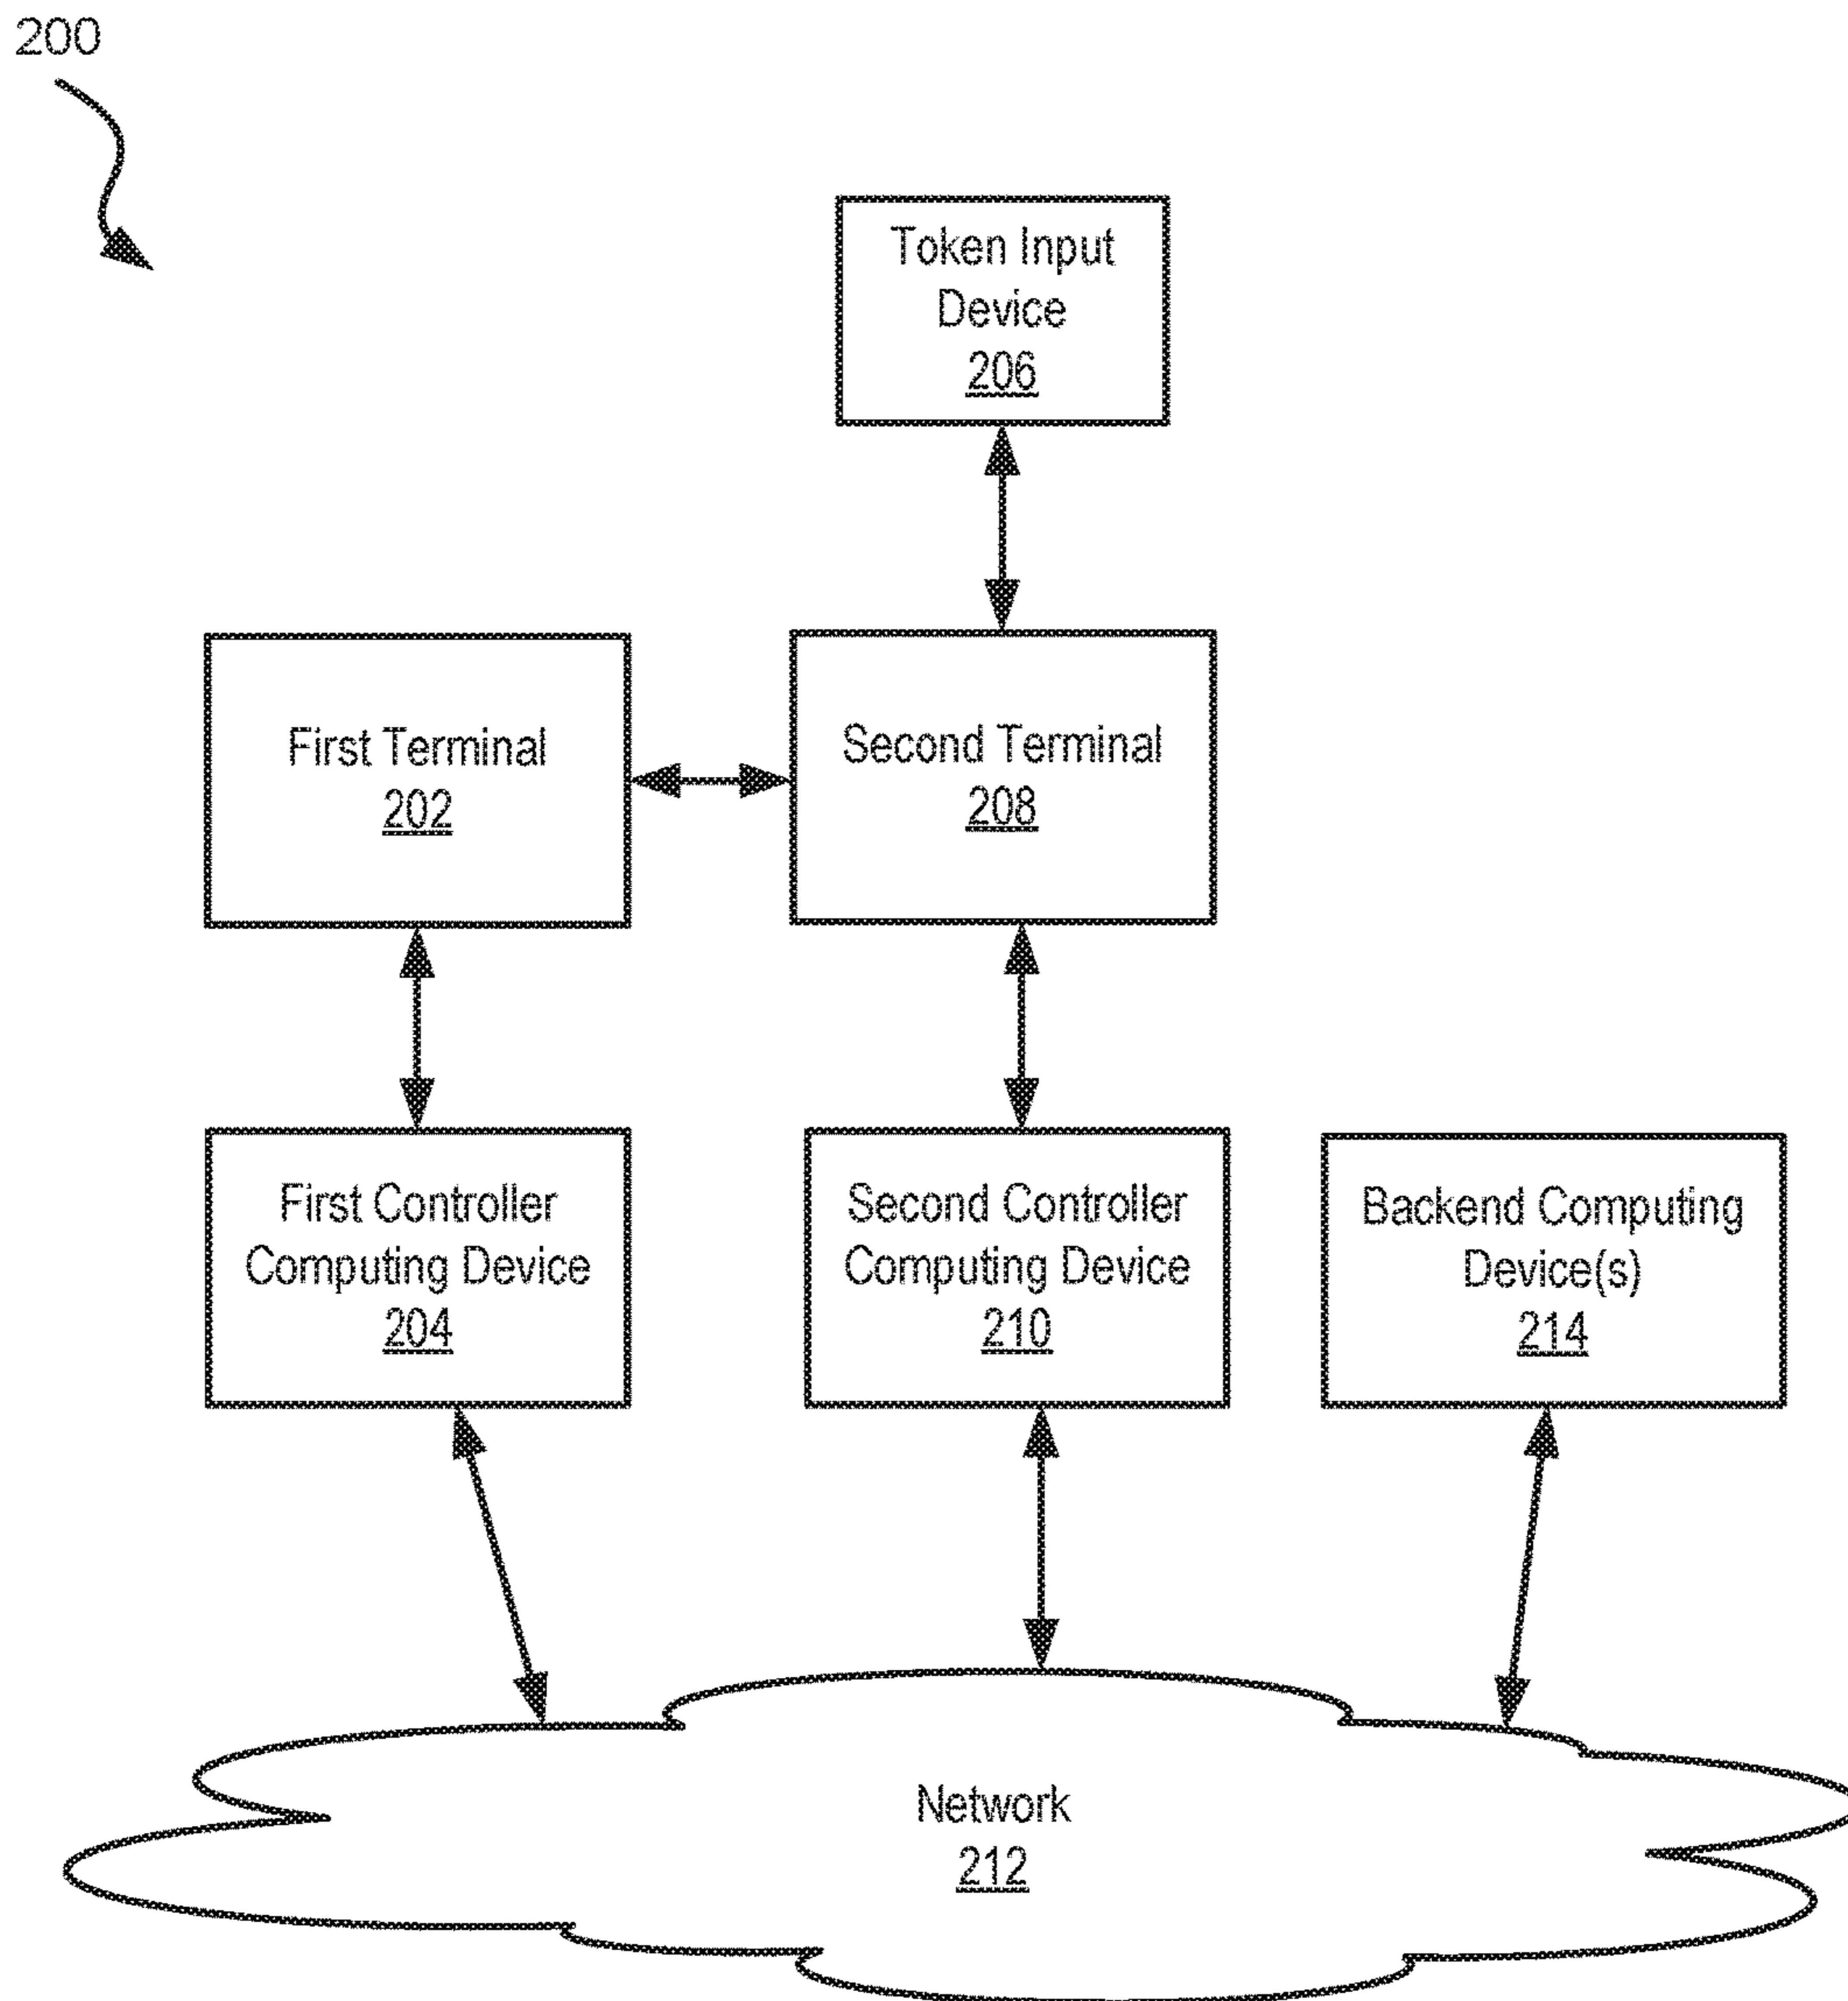 200
Token Input
Device
206
First Terminal
202
Second Terminal
208
First Controller
Computing Device
204
Second Controller
Computing Device
210
Backend Computing
Device(s)
214
Network
212